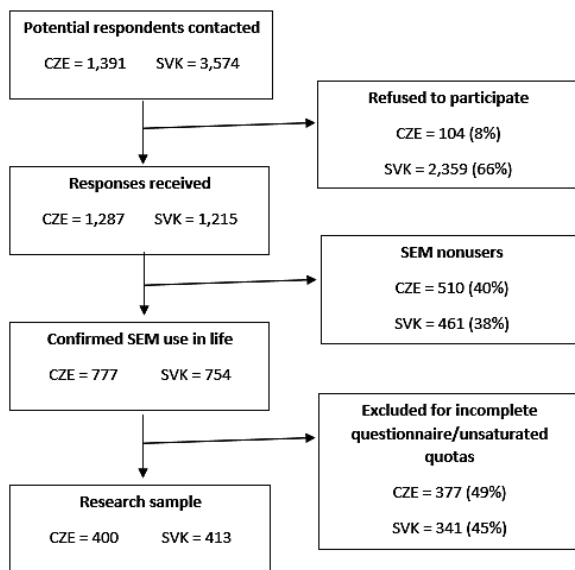 Potential respondents contacted
CZE = 1,391 SVK = 3,574
Refused to participate
CZE = 104 (8%)
SVK = 2,359 (66%)
Responses received
CZE = 1,287 SVK = 1,215
SEM nonusers
CZE = 510 (40%)
SVK = 461 (38%)
Confirmed SEM use in life
CZE = 777 SVK = 754
Excluded for incomplete
questionnaire/unsaturated
quotas
CZE = 377 (49%)
SVK = 341 (45%)
Research sample
CZE = 400 SVK = 413